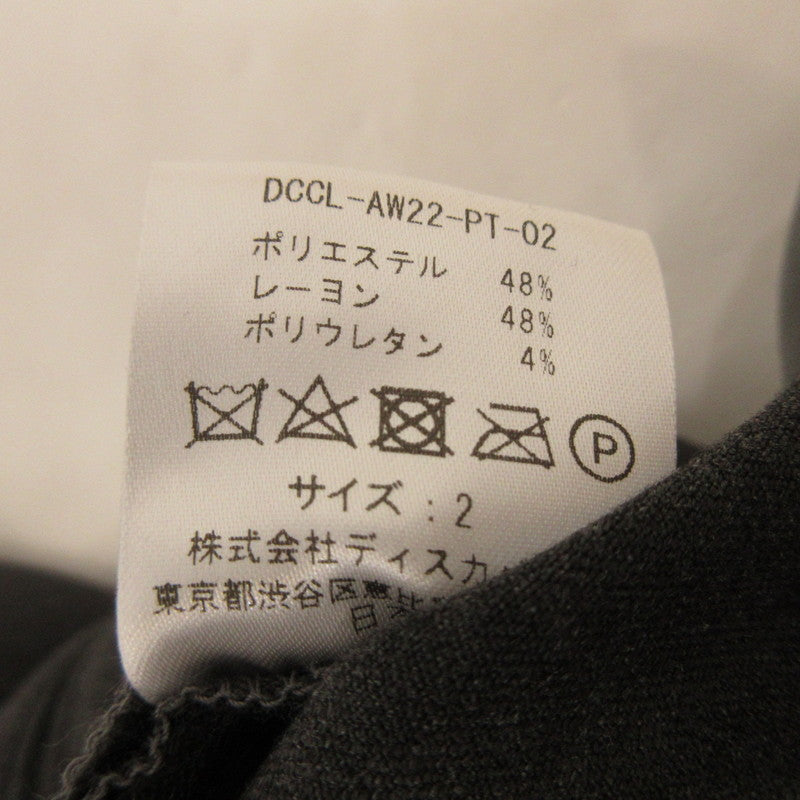 DCCL-AW22-PT-02
ポリエステル 48%
レーヨン 48%
ポリウレタン 4%
P
サイズ : 2
株式会社ディスカ
東京都渋谷区恵
日